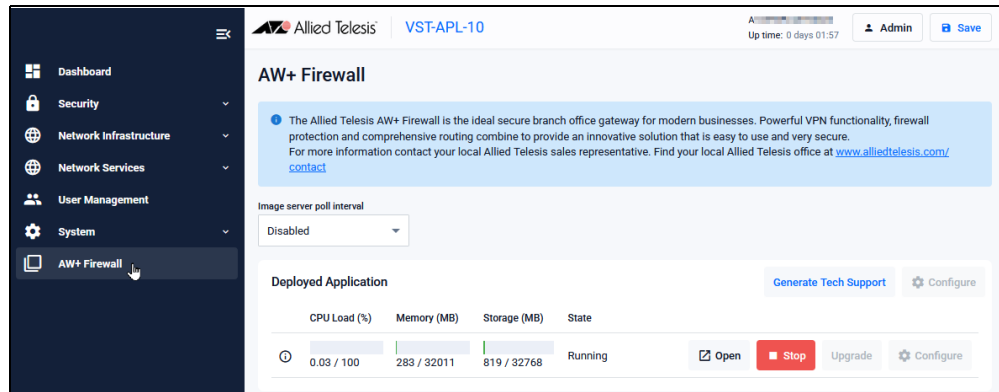 Allied Telesis
VST-APL-10
Up time: 0 days 01:57
Admin
Save
Dashboard
Security
Network Infrastructure
Network Services
User Management
System
AW+ Firewall
AW+ Firewall
The Allied Telesis AW+ Firewall is the ideal secure branch office gateway for modern businesses. Powerful VPN functionality, firewall
protection and comprehensive routing combine to provide an innovative solution that is easy to use and very secure.
For more information contact your local Allied Telesis sales representative. Find your local Allied Telesis office at www.alliedtelesis.com/
contact
Image server poll interval
Disabled
Deployed Application
Generate Tech Support
Configure
CPU Load (%) Memory (MB) Storage (MB) State
0.03 / 100 283 / 32011 819 / 32768 Running Open Stop Upgrade Configure